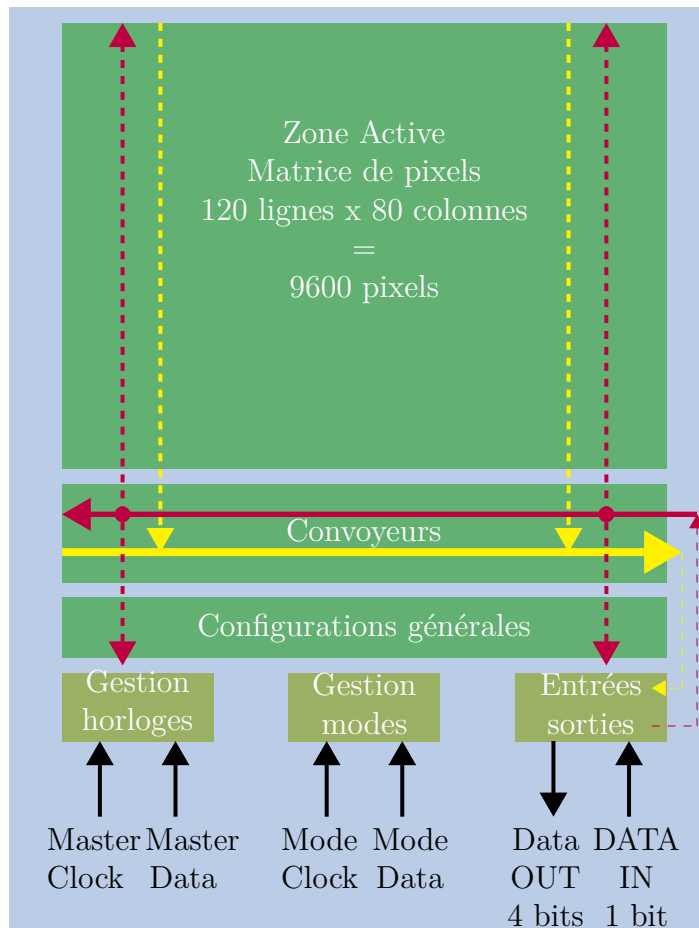 Zone Active
Matrice de pixels
120 lignes x 80 colonnes
=
9600 pixels
Convoyeurs
Configurations générales
Gestion
horloges
Gestion
modes
Entrées
sorties
Master
Clock
Master
Data
Mode
Clock
Mode
Data
Data
OUT
4 bits
DATA
IN
1 bit